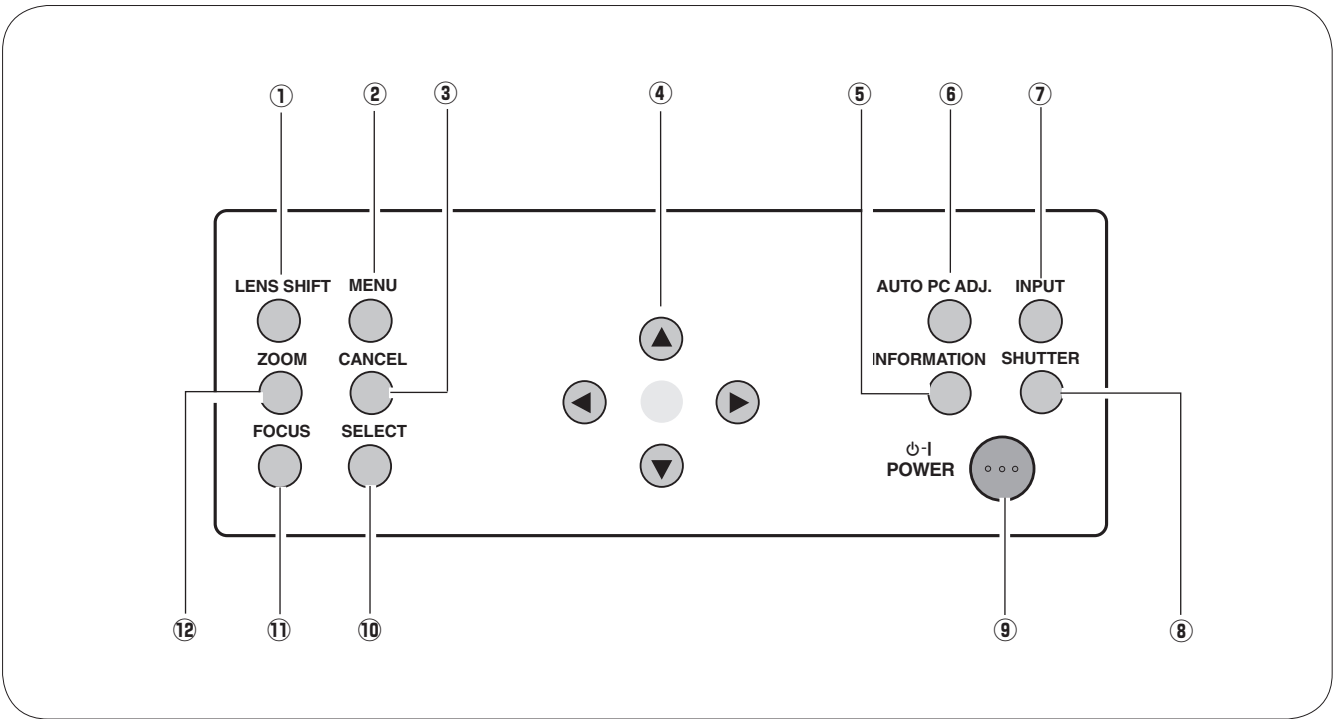 ① ② ③ ④ ⑤ ⑥ ⑦
LENS SHIFT MENU AUTO PC ADJ. INPUT
ZOOM CANCEL INFORMATION SHUTTER
FOCUS SELECT
⏻-I
POWER
⑫ ⑪ ⑩ ⑨ ⑧